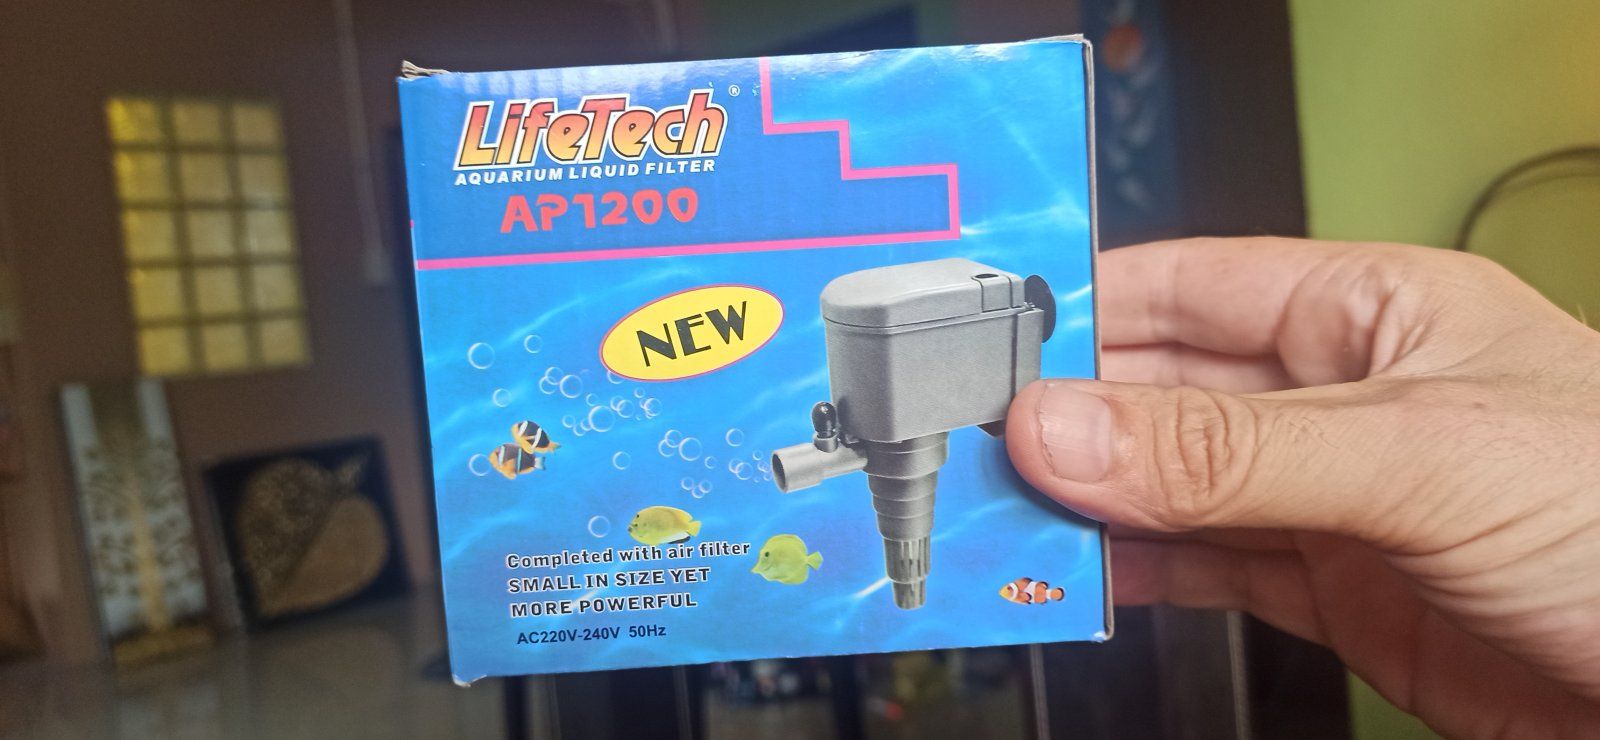 LifeTech®
AQUARIUM LIQUID FILTER
AP1200
NEW
Completed with air filter
SMALL IN SIZE YET
MORE POWERFUL
AC220V-240V 50Hz